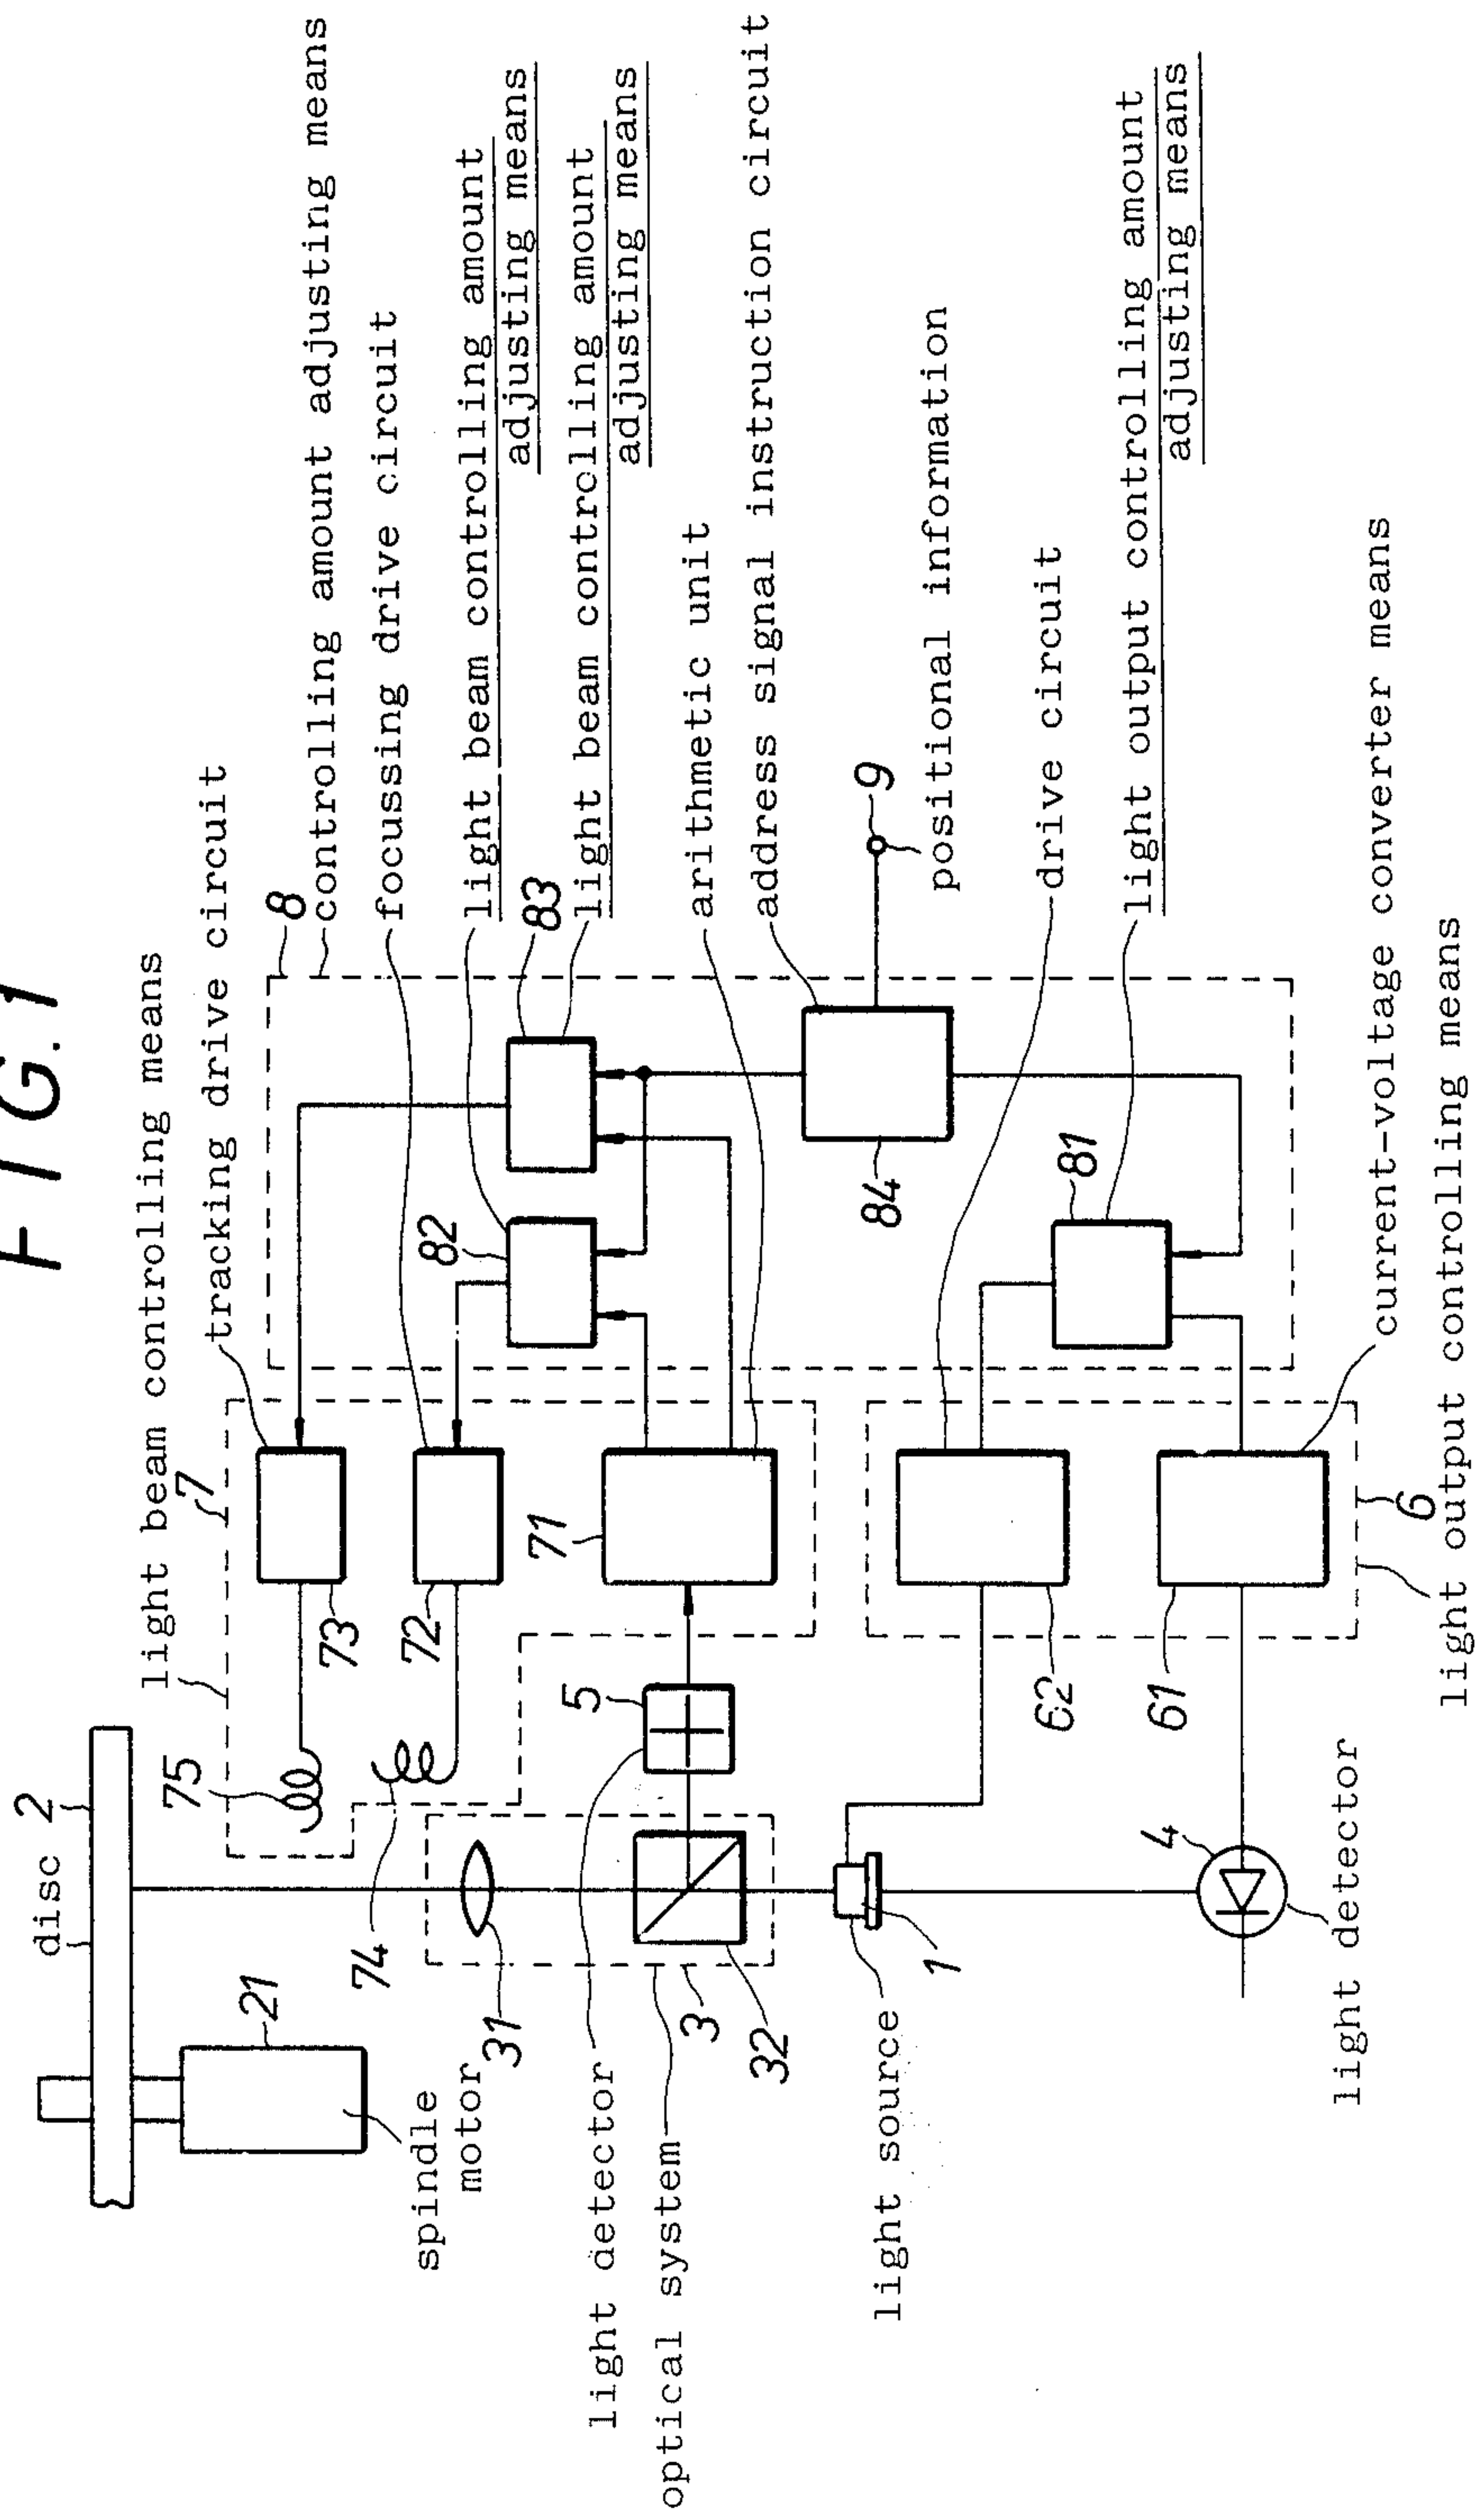 FIG.1
light beam controlling means
7
tracking drive circuit
8
controlling amount adjusting means
focussing drive circuit
light beam controlling amount
adjusting means
83
light beam controlling amount
adjusting means
arithmetic unit
address signal instruction circuit
9
positional information
drive circuit
light output controlling amount
adjusting means
current-voltage converter means
light output controlling means
6
disc 2
75
73
72
82
71
84
81
74
5
62
61
21
spindle
motor
31
3
32
1
4
light detector
optical system
light source
light detector